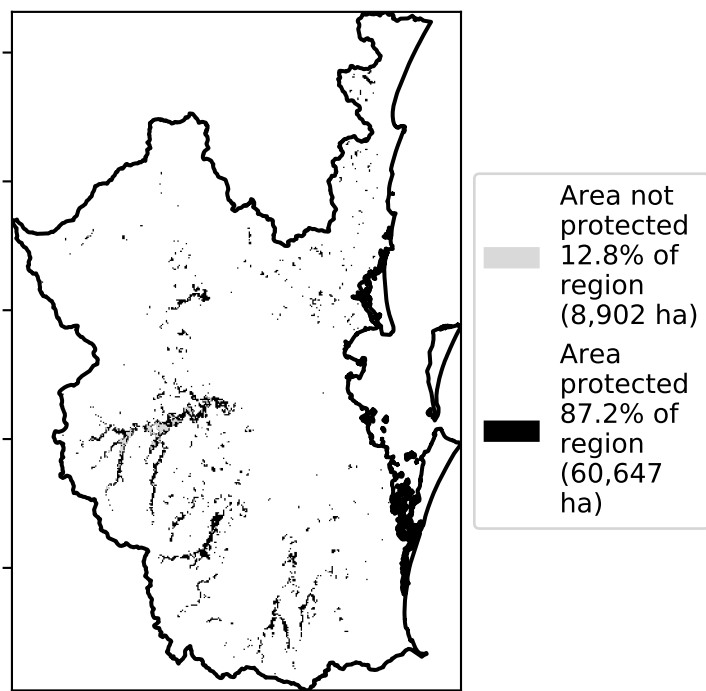 Area not
protected
12.8% of
region
(8,902 ha)
Area
protected
87.2% of
region
(60,647
ha)